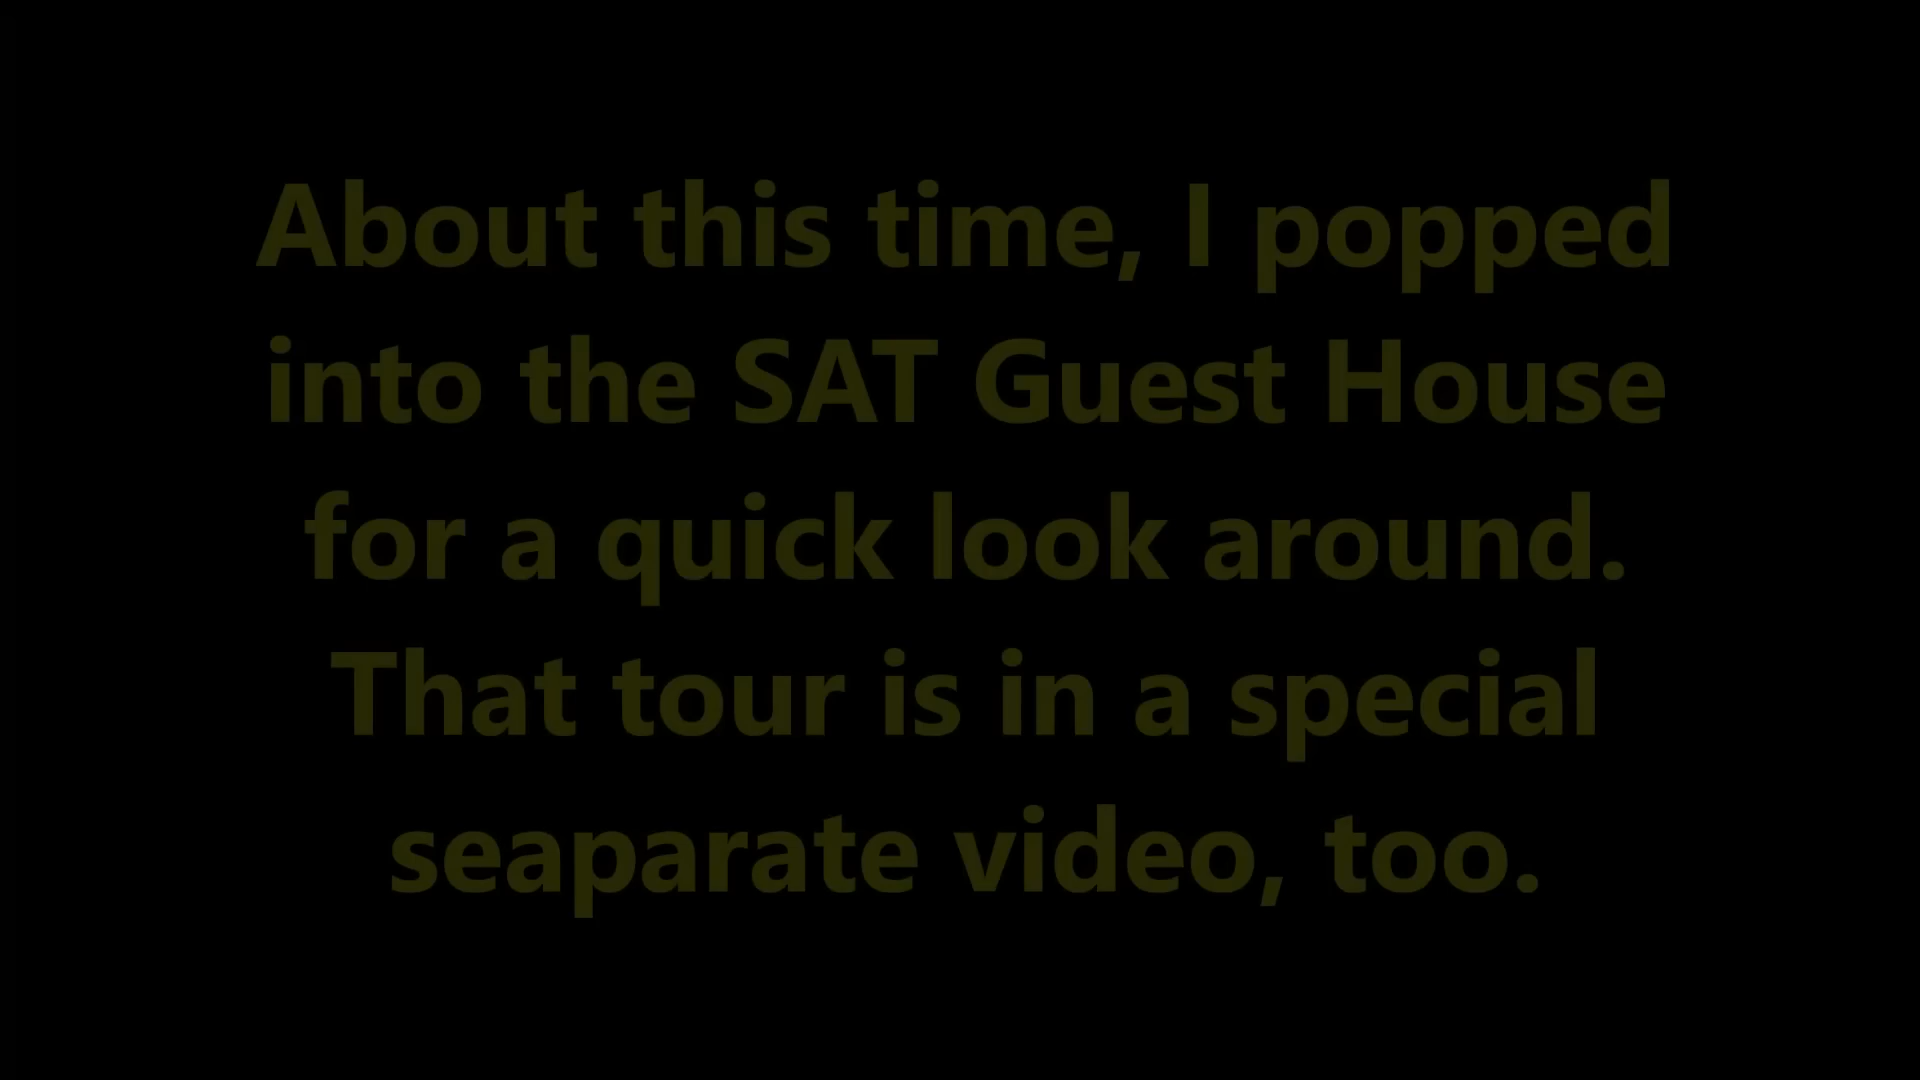 About this time, I popped
into the SAT Guest House
for a quick look around.
That tour is in a special
seaparate video, too.